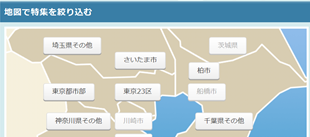 地図で特集を絞り込む
埼玉県その他
茨城県
さいたま市
柏市
東京都市部
東京23区
船橋市
神奈川県その他
川崎市
千葉県その他